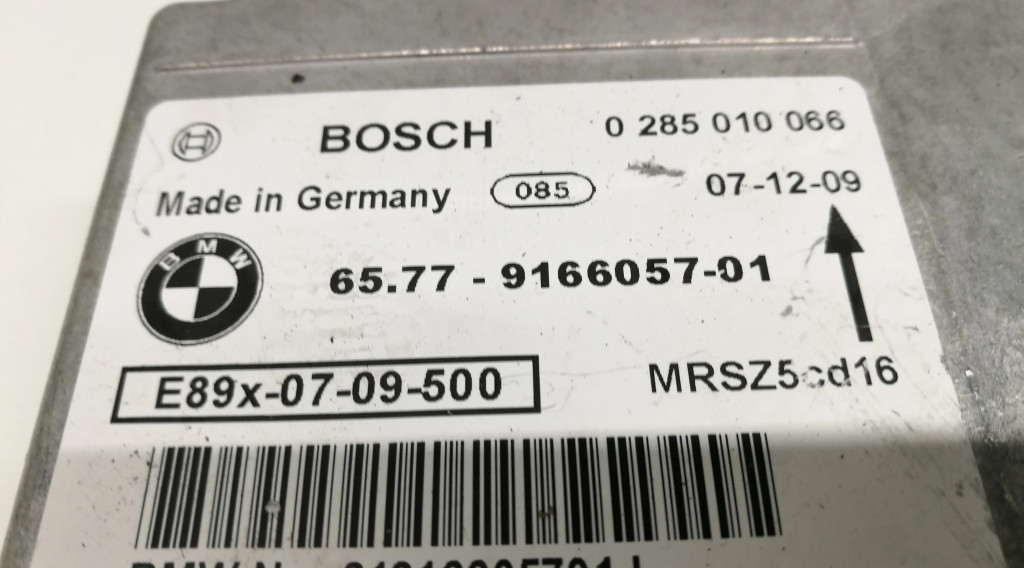 BOSCH 0 285 010 066
Made in Germany 085 07-12-09
BMW
65.77 - 9166057-01
E89x-07-09-500 MRSZ5cd16